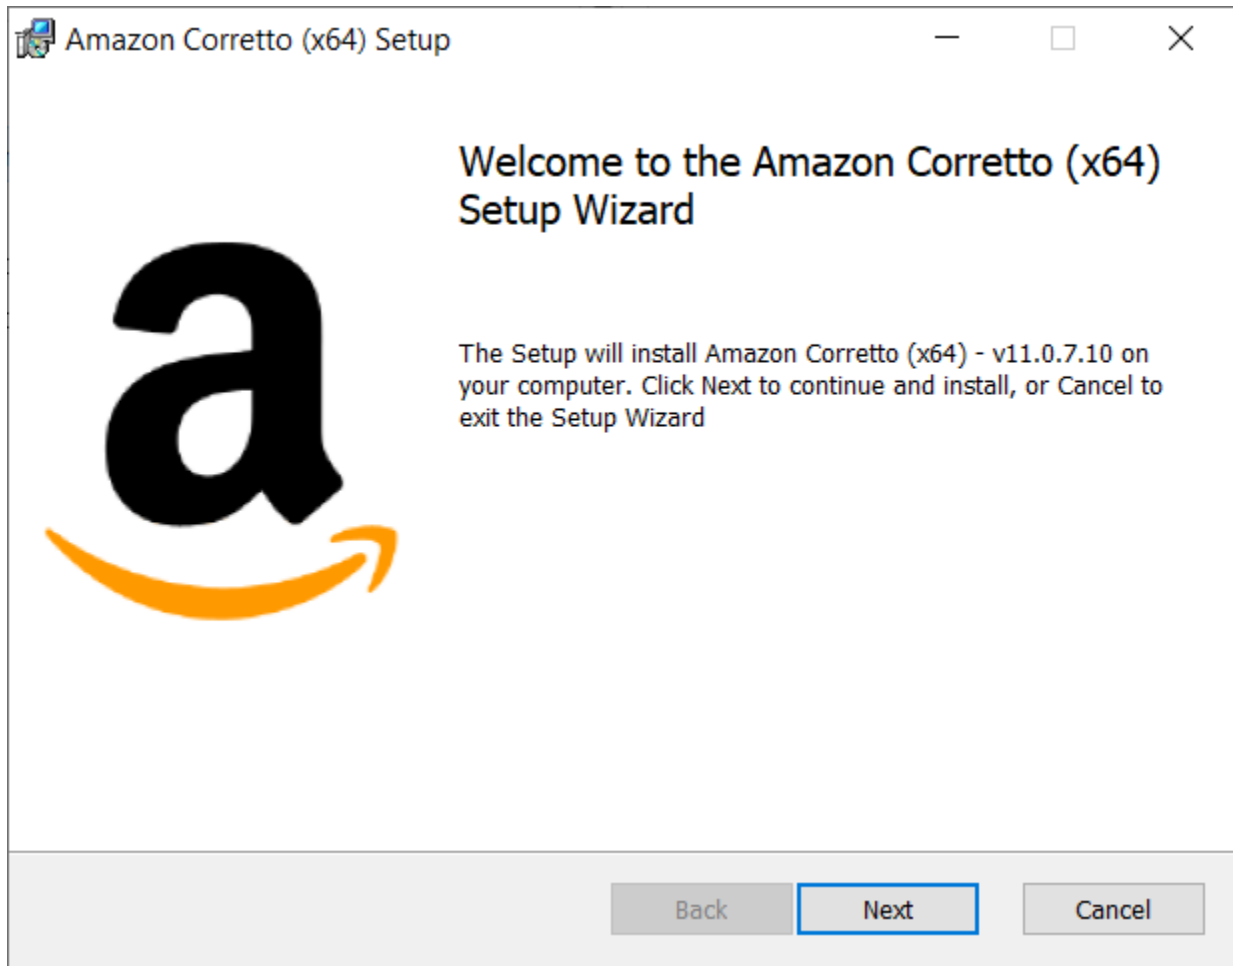 Amazon Corretto (x64) Setup
Welcome to the Amazon Corretto (x64)
Setup Wizard
The Setup will install Amazon Corretto (x64) - v11.0.7.10 on
your computer. Click Next to continue and install, or Cancel to
exit the Setup Wizard
a
Back
Next
Cancel